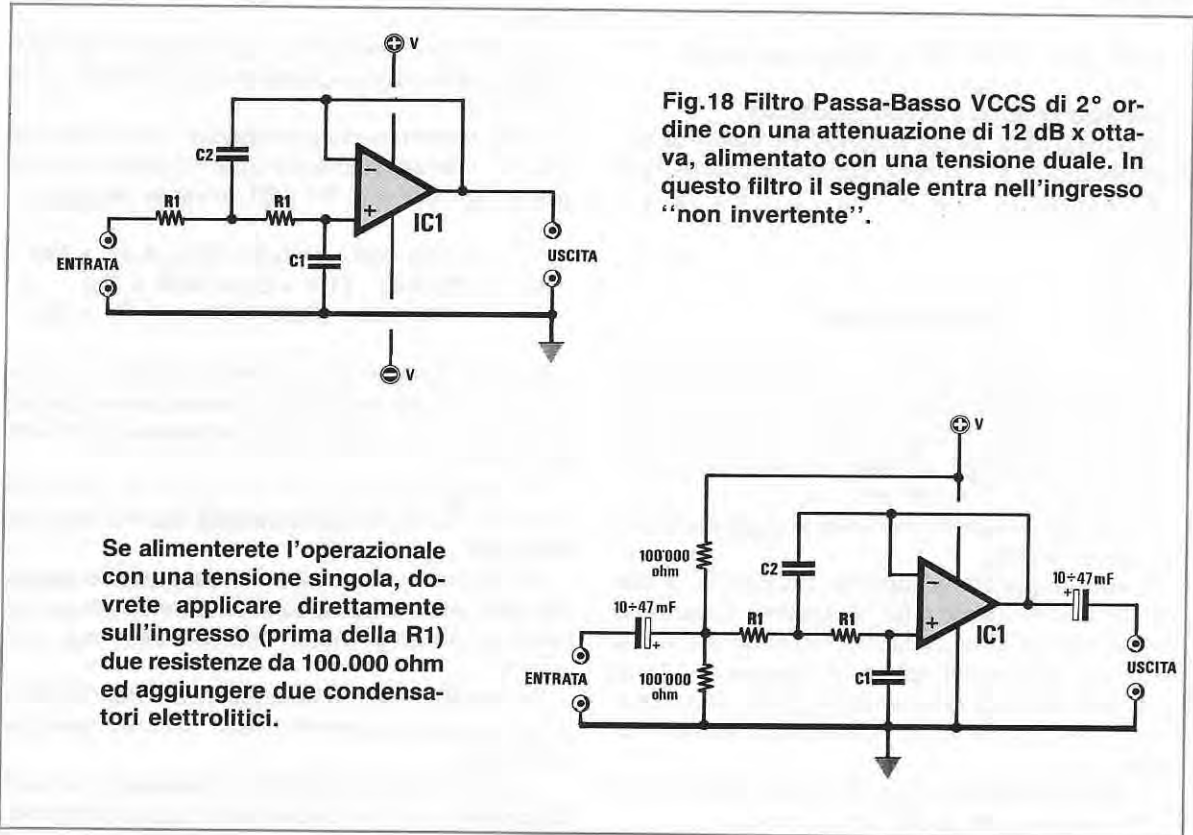 V
C2
R1
R1
C1
−
+
IC1
ENTRATA
USCITA
V
Fig.18 Filtro Passa-Basso VCCS di 2° or-
dine con una attenuazione di 12 dB x otta-
va, alimentato con una tensione duale. In
questo filtro il segnale entra nell'ingresso
‘‘non invertente’’.
Se alimenterete l'operazionale
con una tensione singola, do-
vrete applicare direttamente
sull'ingresso (prima della R1)
due resistenze da 100.000 ohm
ed aggiungere due condensa-
tori elettrolitici.
V
100'000
ohm
C2
10÷47 mF
+
R1
R1
−
+
IC1
10÷47 mF
+
C1
ENTRATA
100'000
ohm
USCITA